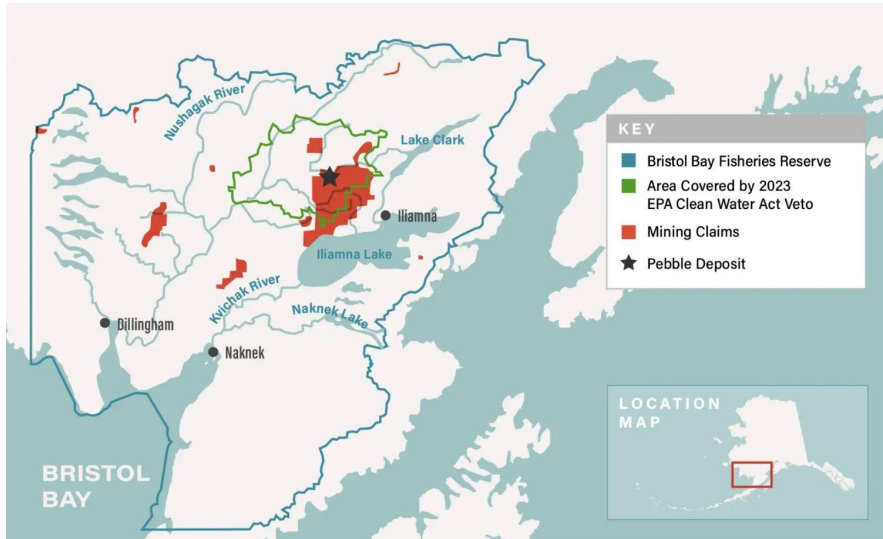 Nushagak River
Lake Clark
Iliamna
Iliamna Lake
Kvichak River
Naknek Lake
Dillingham
Naknek
BRISTOL
BAY
KEY
Bristol Bay Fisheries Reserve
Area Covered by 2023
EPA Clean Water Act Veto
Mining Claims
Pebble Deposit
LOCATION
MAP